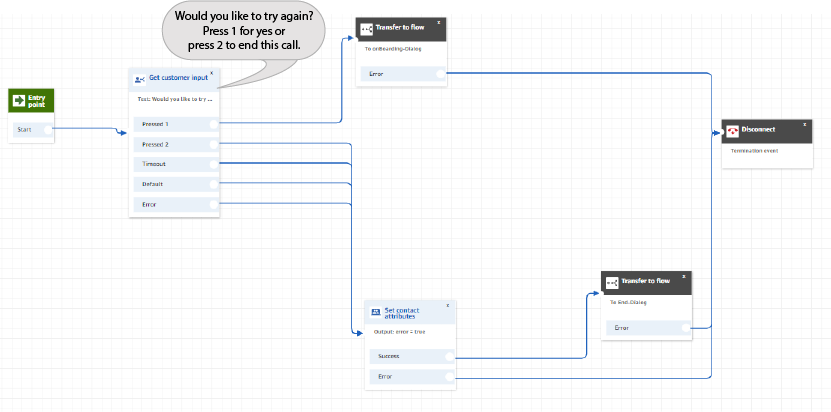 Would you like to try again?
Press 1 for yes or
press 2 to end this call.
x
Transfer to flow
To onBoarding-Dialog
Error
x
Get customer input
Text: Would you like to try ...
Pressed 1
Pressed 2
Timeout
Default
Error
Entry
point
Start
x
Disconnect
Termination event
x
Transfer to flow
To End-Dialog
Error
x
Set contact
attributes
Output: error = true
Success
Error